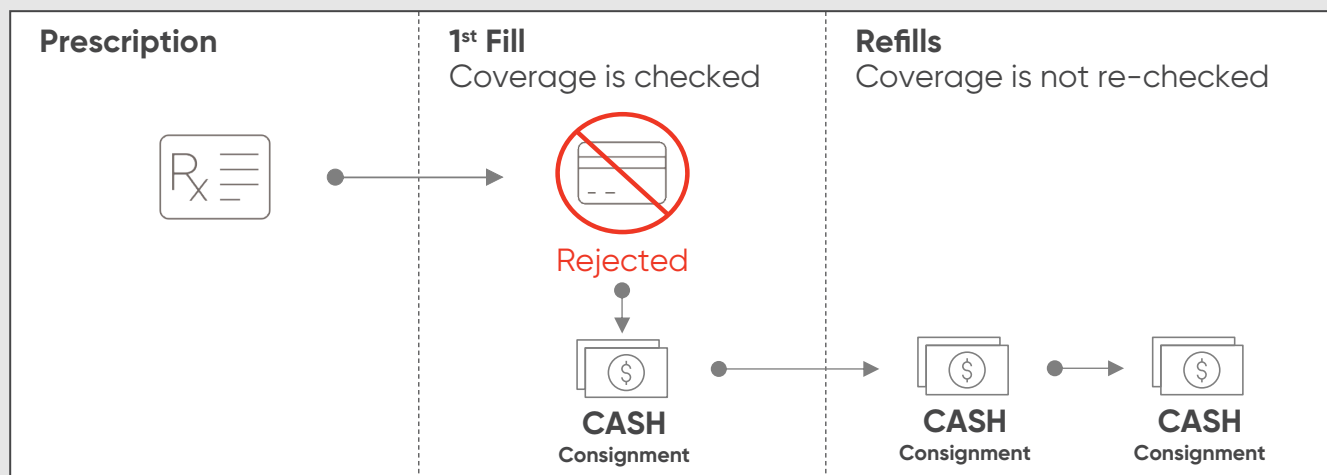 Prescription
1st Fill
Coverage is checked
Refills
Coverage is not re-checked
Rx
Rejected
$
CASH
Consignment
$
CASH
Consignment
$
CASH
Consignment